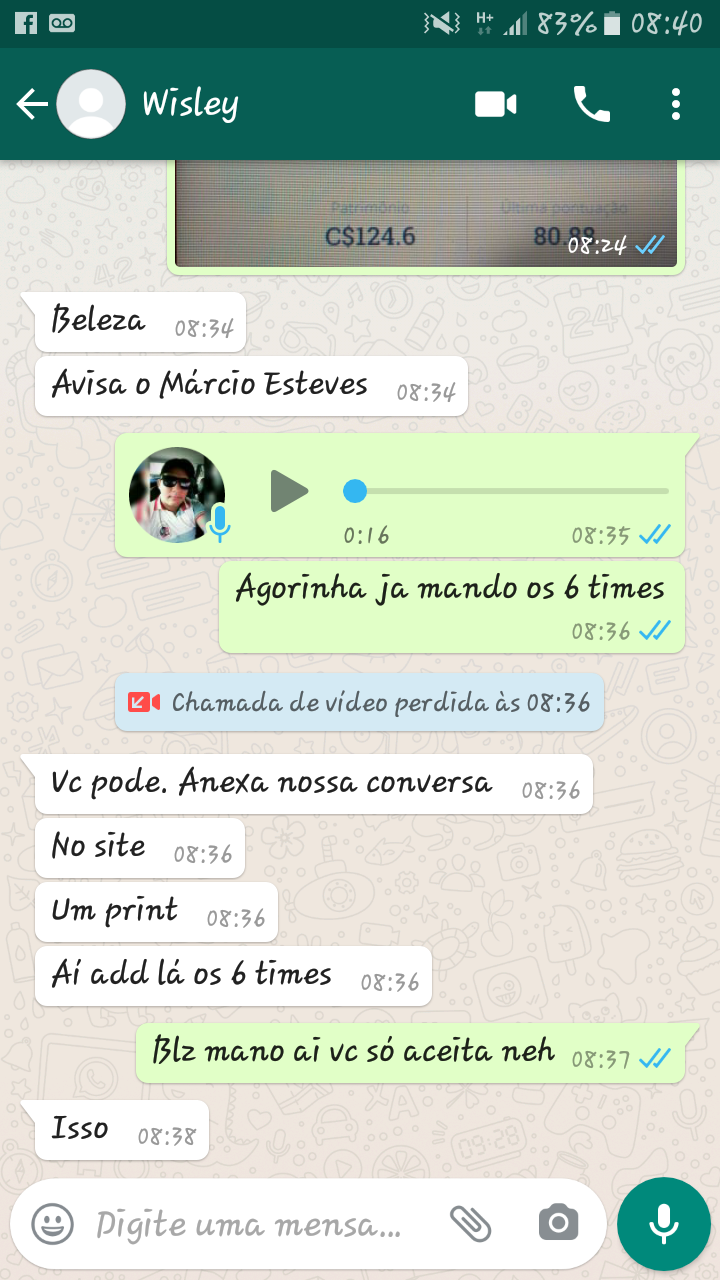 H+ 83% 08:40
Wisley
Patrimônio Última pontuação
C$124.6 80.88
08:24
Beleza 08:34
Avisa o Márcio Esteves 08:34
0:16 08:35
Agorinha ja mando os 6 times
08:36
Chamada de vídeo perdida às 08:36
Vc pode. Anexa nossa conversa 08:36
No site 08:36
Um print 08:36
Aí add lá os 6 times 08:36
Blz mano ai vc só aceita neh 08:37
Isso 08:38
Digite uma mensa...